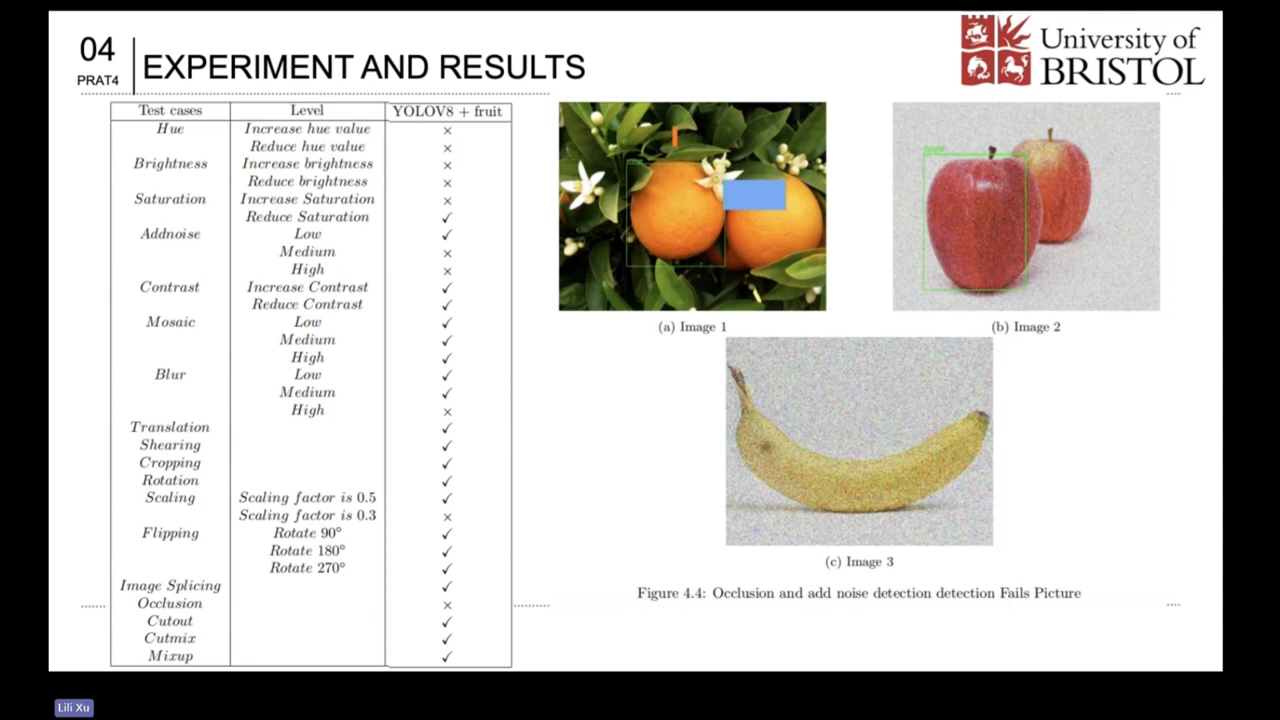 04
PRAT4
EXPERIMENT AND RESULTS
University of
BRISTOL
Test cases Level YOLOV8 + fruit
Hue Increase hue value ×
Reduce hue value ×
Brightness Increase brightness ×
Reduce brightness ×
Saturation Increase Saturation ×
Reduce Saturation ✓
Addnoise Low ✓
Medium ×
High ×
Contrast Increase Contrast ✓
Reduce Contrast ✓
Mosaic Low ✓
Medium ✓
High ✓
Blur Low ✓
Medium ✓
High ×
Translation ✓
Shearing ✓
Cropping ✓
Rotation ✓
Scaling Scaling factor is 0.5 ✓
Scaling factor is 0.3 ×
Flipping Rotate 90° ✓
Rotate 180° ✓
Rotate 270° ✓
Image Splicing ✓
Occlusion ×
Cutout ✓
Cutmix ✓
Mixup ✓
(a) Image 1
(b) Image 2
(c) Image 3
Figure 4.4: Occlusion and add noise detection detection Fails Picture
Lili Xu